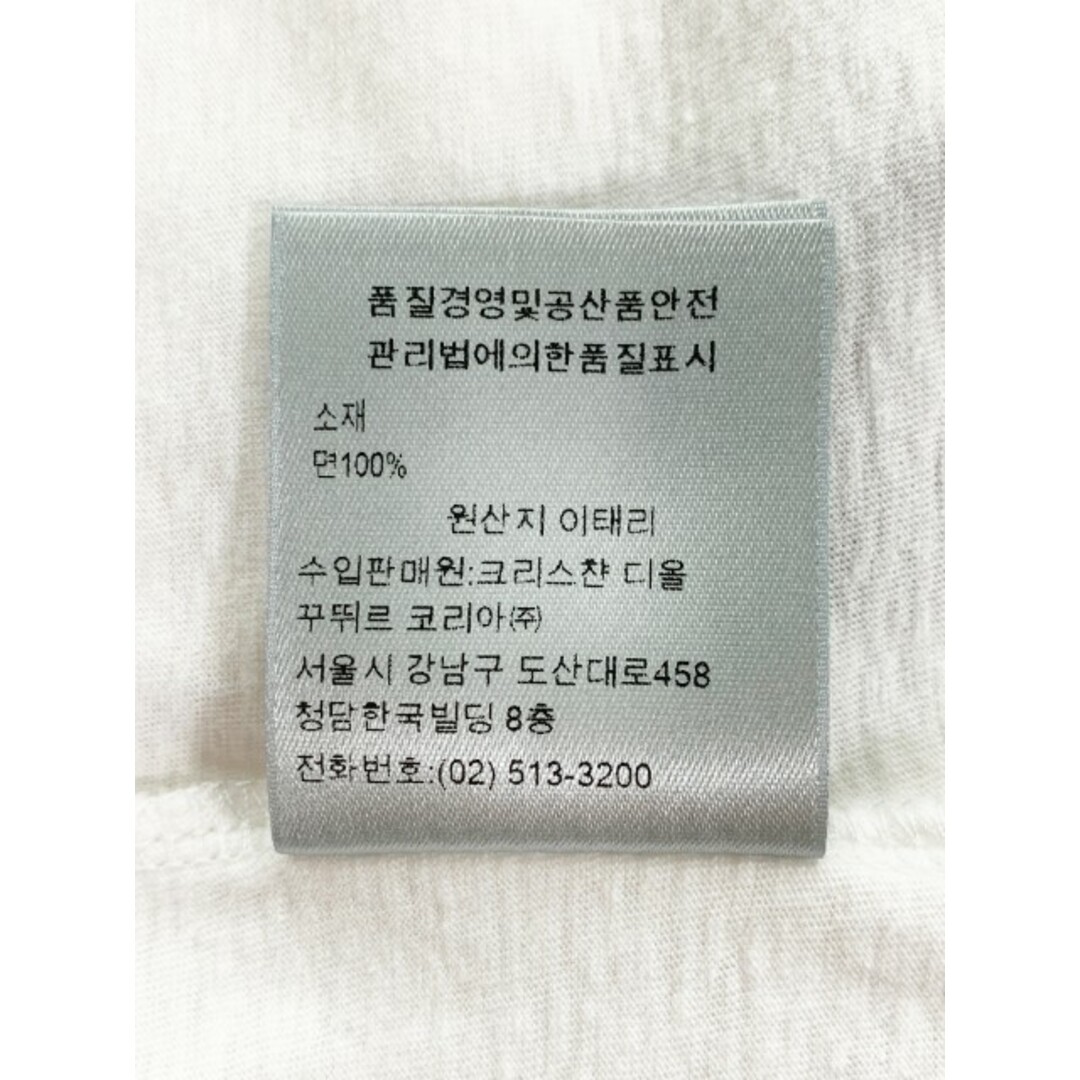 품질경영및공산품안전
관리법에의한품질표시
소재
면100%
원산지 이태리
수입판매원:크리스챤 디올
꾸뛰르 코리아㈜
서울시 강남구 도산대로458
청담한국빌딩 8층
전화번호:(02) 513-3200